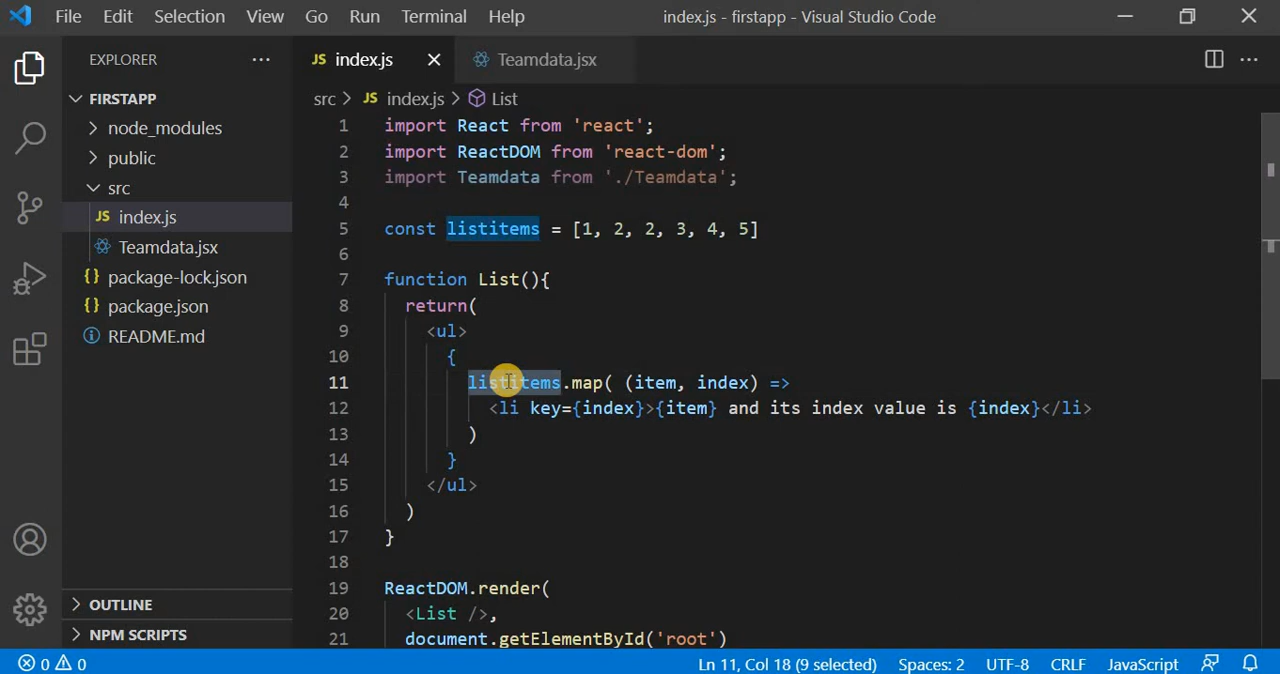 File Edit Selection View Go Run Terminal Help index.js - firstapp - Visual Studio Code
EXPLORER
JS index.js
Teamdata.jsx
FIRSTAPP
node_modules
public
src
JS index.js
Teamdata.jsx
{} package-lock.json
{} package.json
README.md
OUTLINE
NPM SCRIPTS
src > JS index.js > List
1 import React from 'react';
2 import ReactDOM from 'react-dom';
3 import Teamdata from './Teamdata';
4
5 const listitems = [1, 2, 2, 3, 4, 5]
6
7 function List(){
8 return(
9 <ul>
10 {
11 listitems.map( (item, index) =>
12 <li key={index}>{item} and its index value is {index}</li>
13 )
14 }
15 </ul>
16 )
17 }
18
19 ReactDOM.render(
20 <List />,
21 document.getElementById('root')
0 0 Ln 11, Col 18 (9 selected) Spaces: 2 UTF-8 CRLF JavaScript